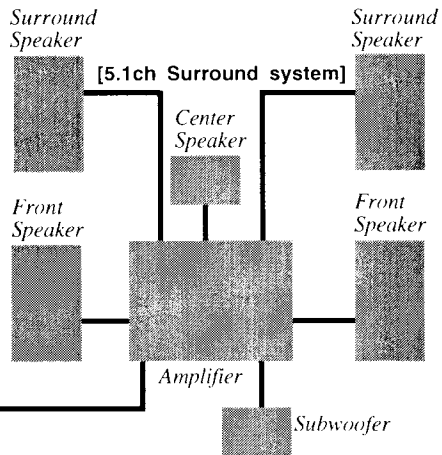 Surround
Speaker
Surround
Speaker
[5.1ch Surround system]
Center
Speaker
Front
Speaker
Front
Speaker
Amplifier
Subwoofer